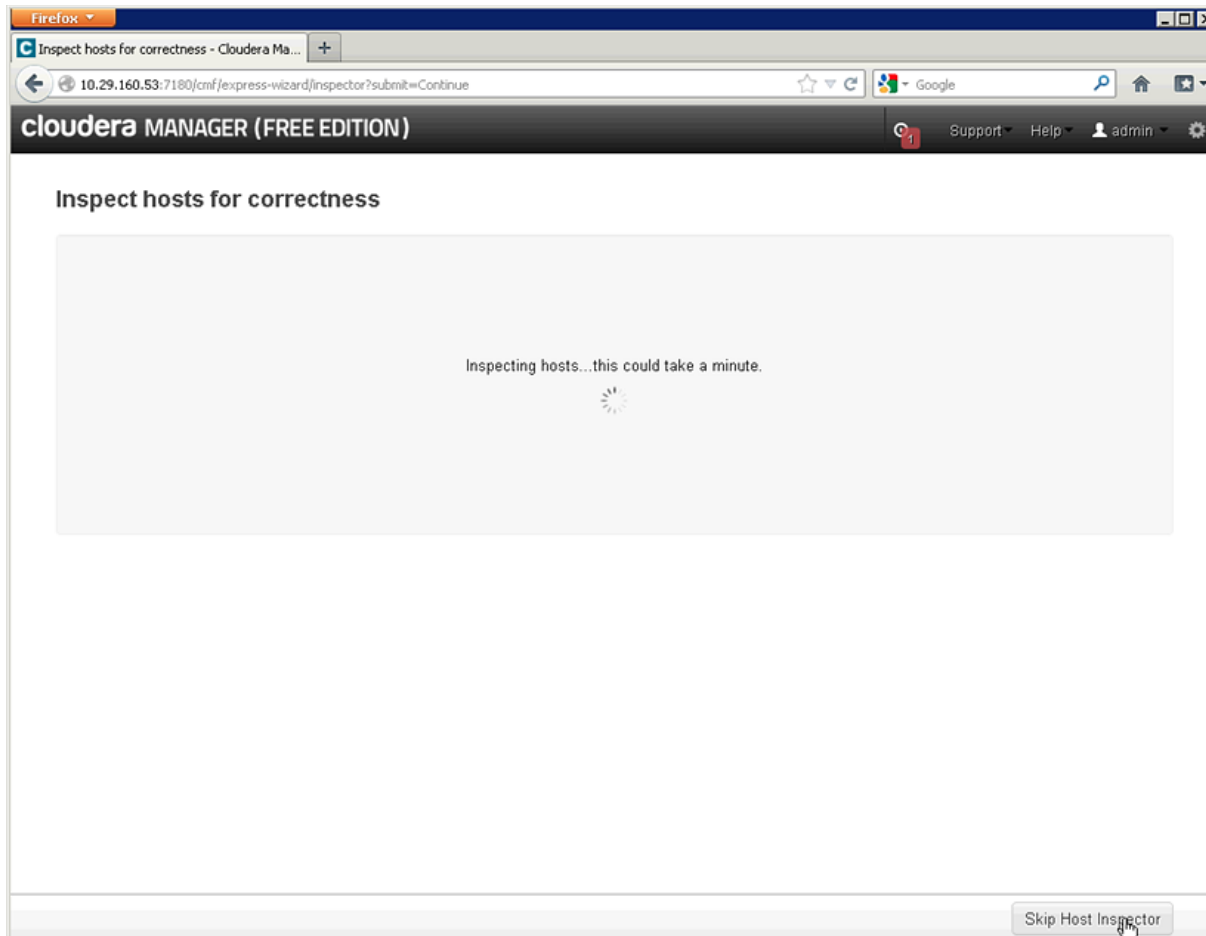 Firefox
Inspect hosts for correctness - Cloudera Ma...
10.29.160.53:7180/cmf/express-wizard/inspector?submit=Continue
Google
cloudera MANAGER (FREE EDITION)
1
Support
Help
admin
Inspect hosts for correctness
Inspecting hosts...this could take a minute.
Skip Host Inspector